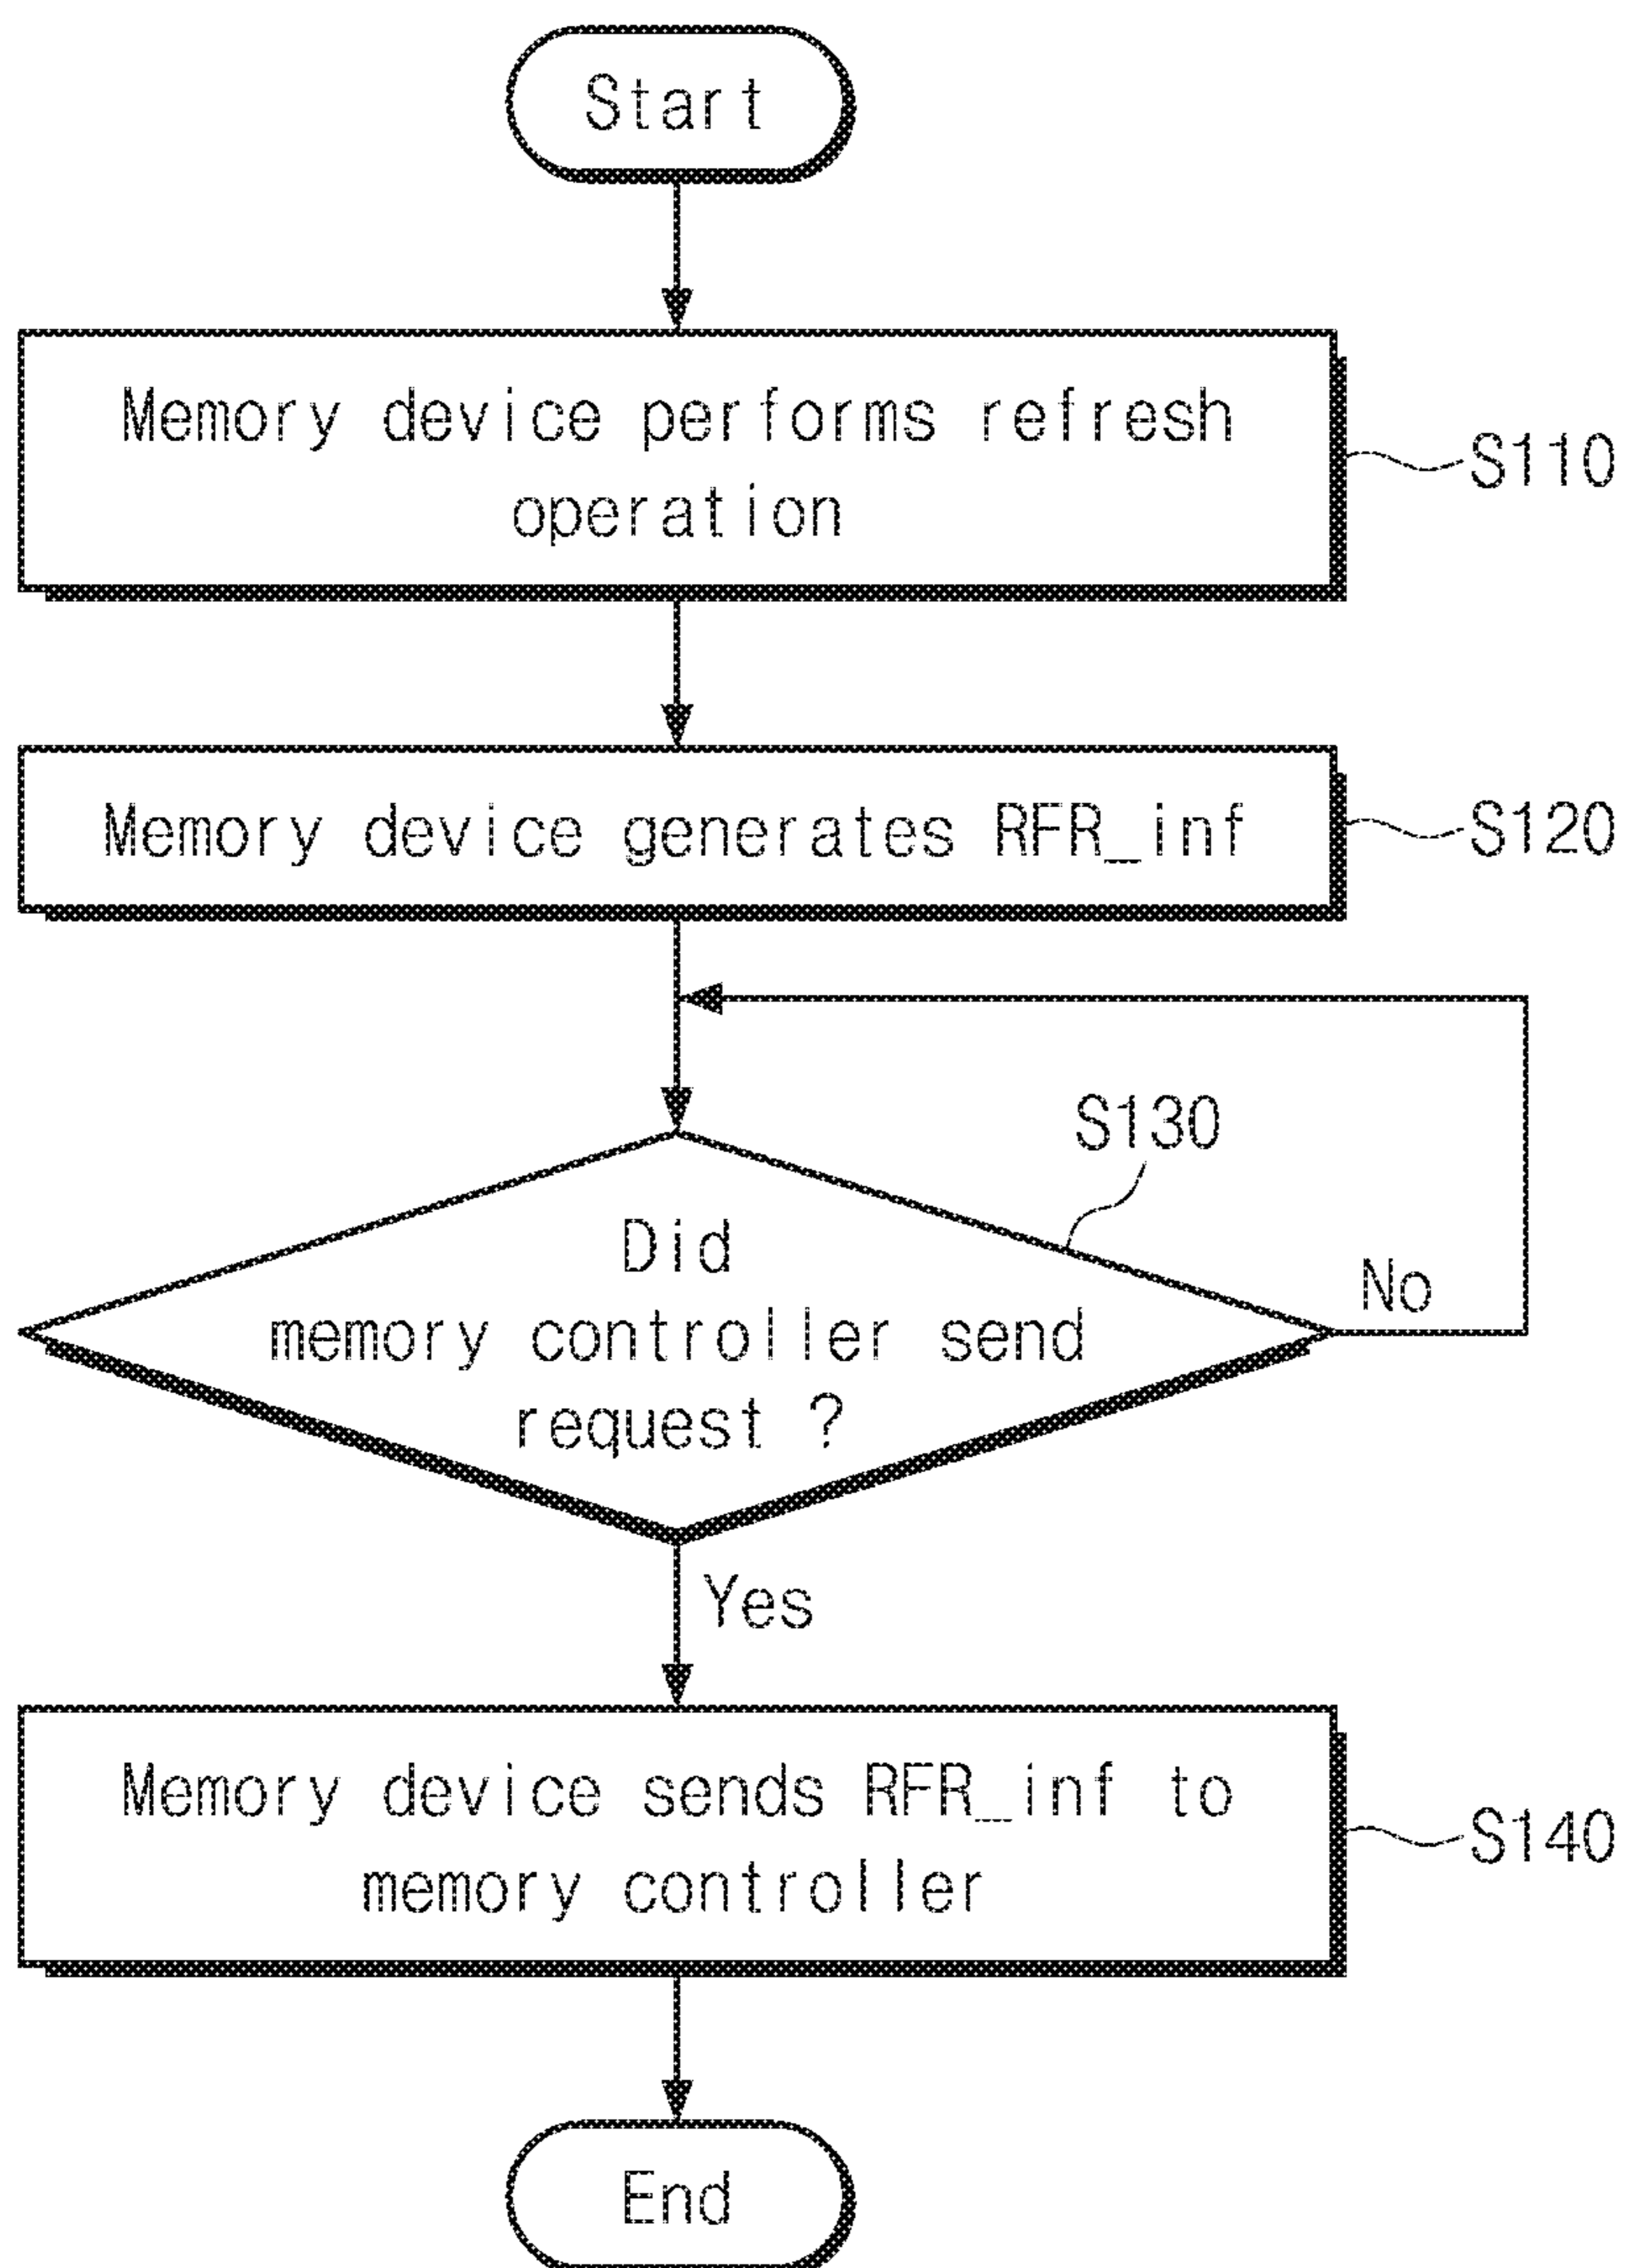 Start
Memory device performs refresh
operation
S110
Memory device generates RFR_inf
S120
S130
Did
memory controller send
request ?
No
Yes
Memory device sends RFR_inf to
memory controller
S140
End